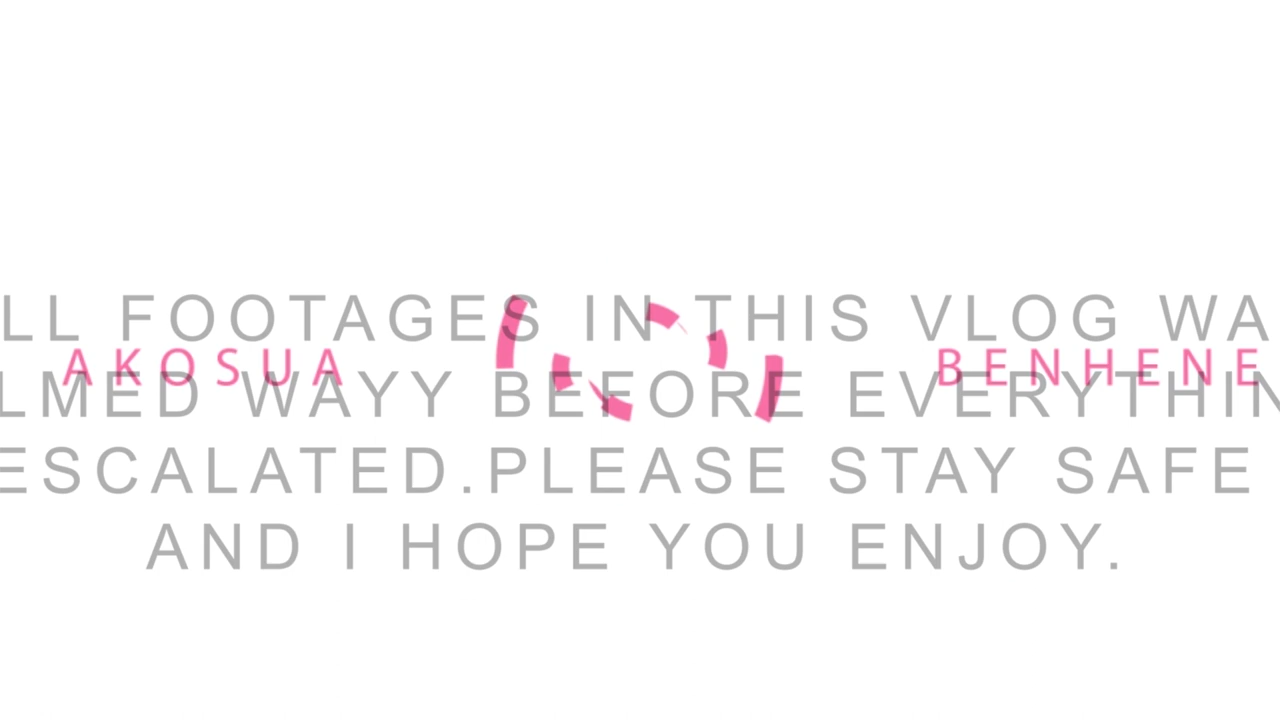 LL FOOTAGES IN THIS VLOG WA
AKOSUA BENHENE
LMED WAYY BEFORE EVERYTHIN
ESCALATED.PLEASE STAY SAFE
AND I HOPE YOU ENJOY.